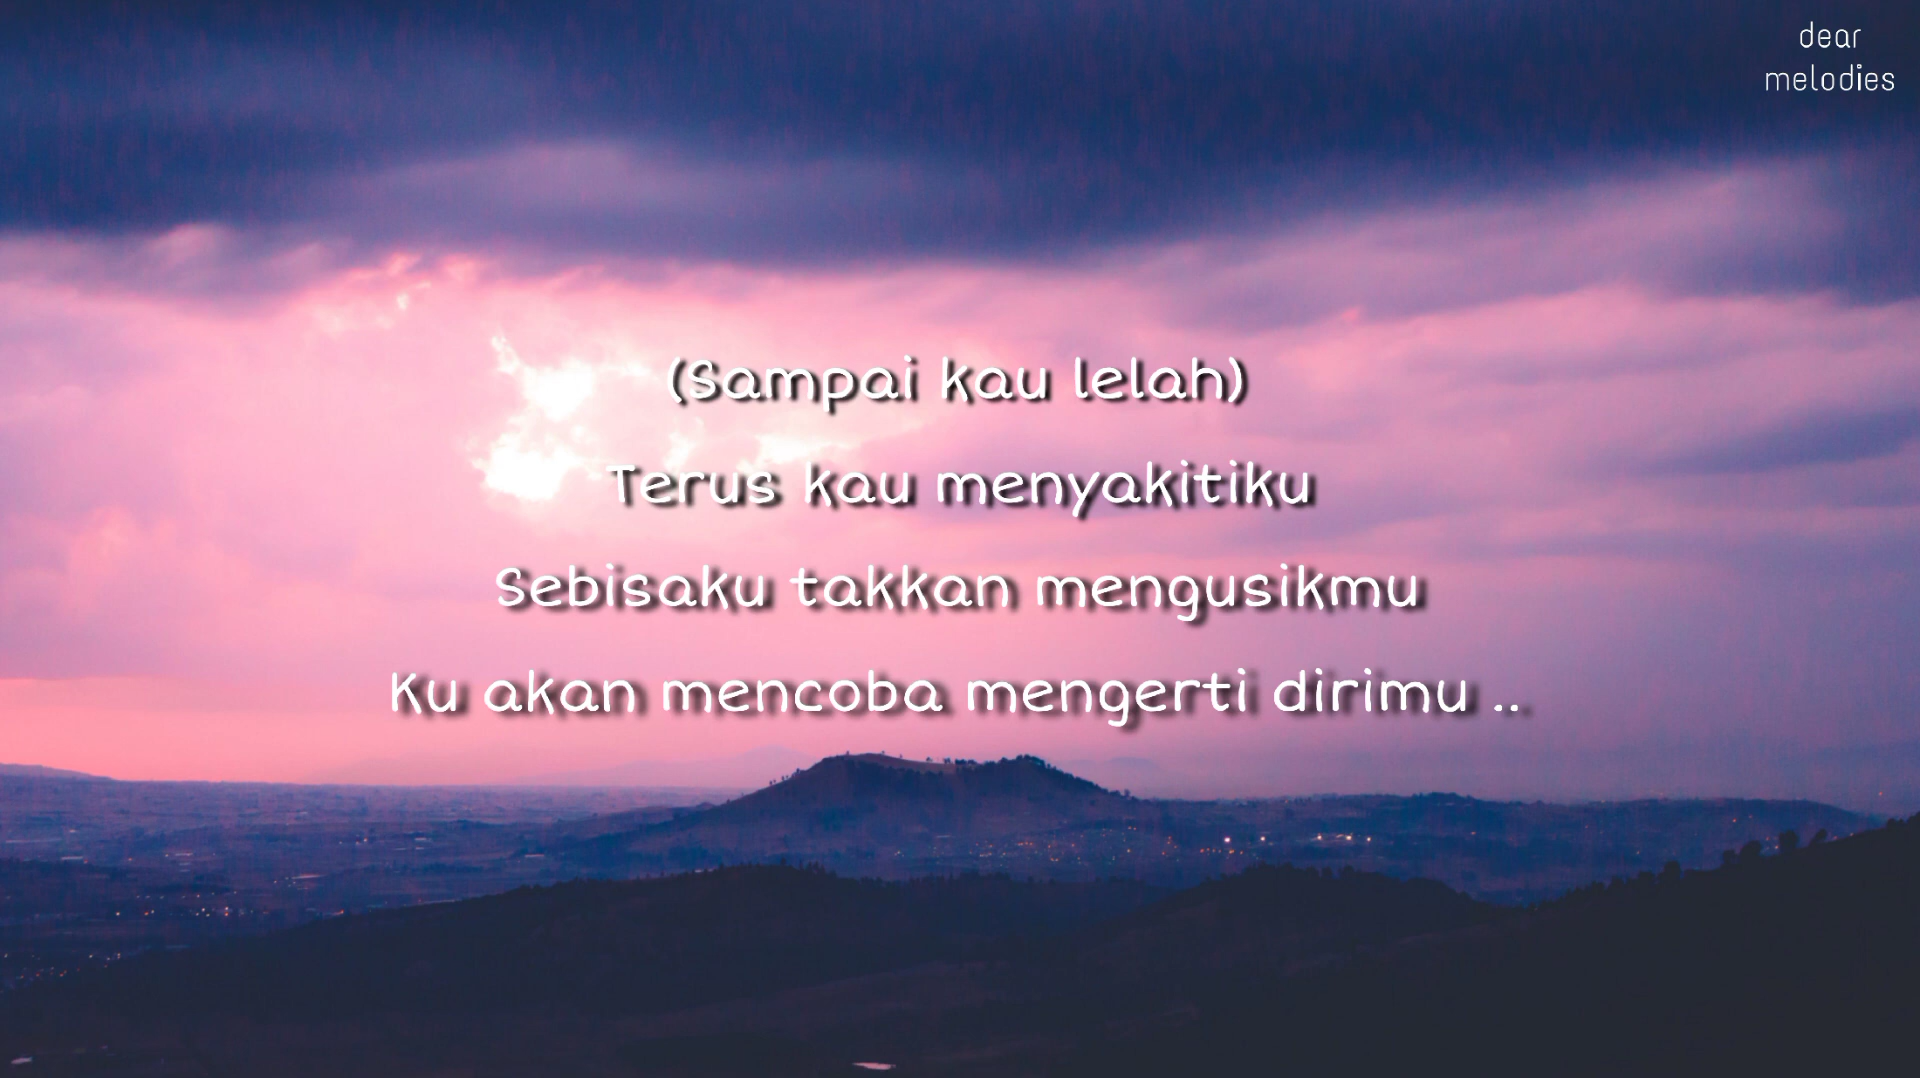 dear
melodies
(Sampai kau lelah)
Terus kau menyakitiku
Sebisaku takkan mengusikmu
Ku akan mencoba mengerti dirimu ..